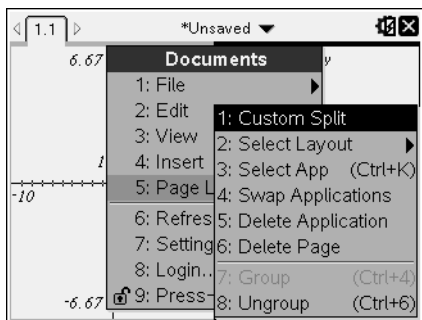 1.1 *Unsaved
6.67 Documents y
1: File
2: Edit
1: Custom Split
3: View
2: Select Layout
1 4: Insert
3: Select App (Ctrl+K)
5: Page L
4: Swap Applications
-10
6: Refres
5: Delete Application
7: Setting
6: Delete Page
8: Login..
7: Group (Ctrl+4)
-6.67 9: Press-
8: Ungroup (Ctrl+6)